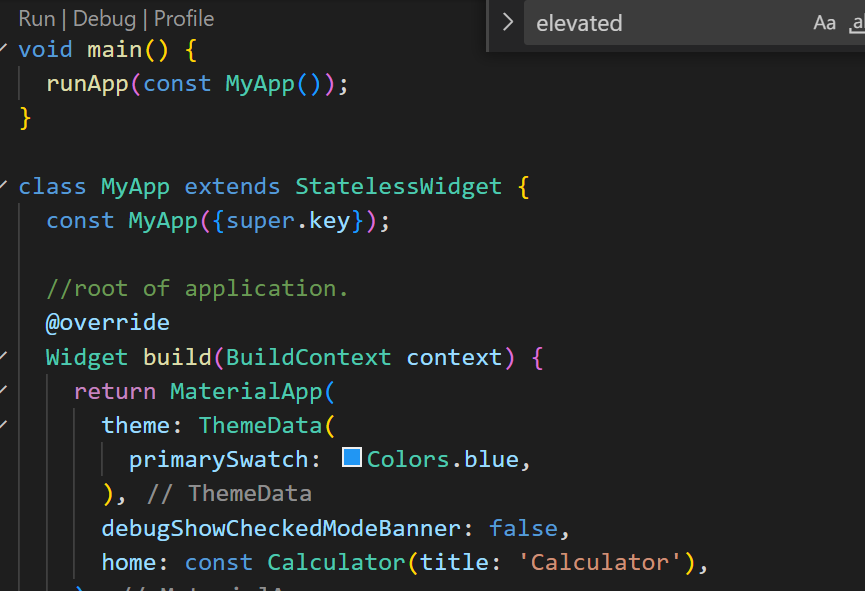 Run | Debug | Profile
elevated
Aa
void main() {
runApp(const MyApp());
}
class MyApp extends StatelessWidget {
const MyApp({super.key});
//root of application.
@override
Widget build(BuildContext context) {
return MaterialApp(
theme: ThemeData(
primarySwatch: Colors.blue,
), // ThemeData
debugShowCheckedModeBanner: false,
home: const Calculator(title: 'Calculator'),